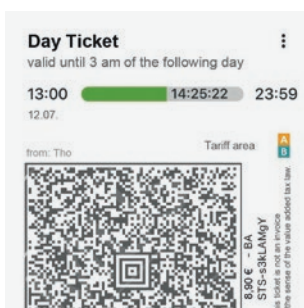 Day Ticket
valid until 3 am of the following day
13:00 14:25:22 23:59
12.07.
Tariff area A B
from: Tho
8.90 € - BA
STS-s3kLAMgY
is ticket is not an invoice
the sense of the value added tax law.